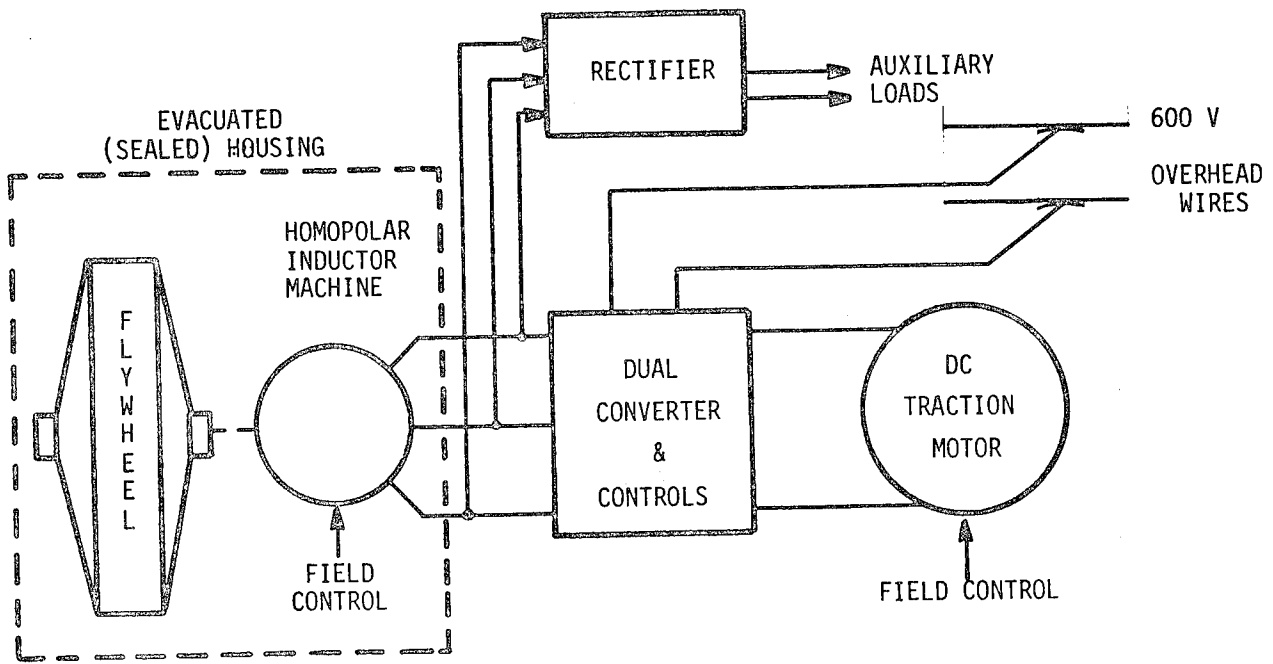 RECTIFIER
AUXILIARY
LOADS
600 V
OVERHEAD
WIRES
EVACUATED
(SEALED) HOUSING
HOMOPOLAR
INDUCTOR
MACHINE
FLYWHEEL
FIELD
CONTROL
DUAL
CONVERTER
&
CONTROLS
DC
TRACTION
MOTOR
FIELD CONTROL